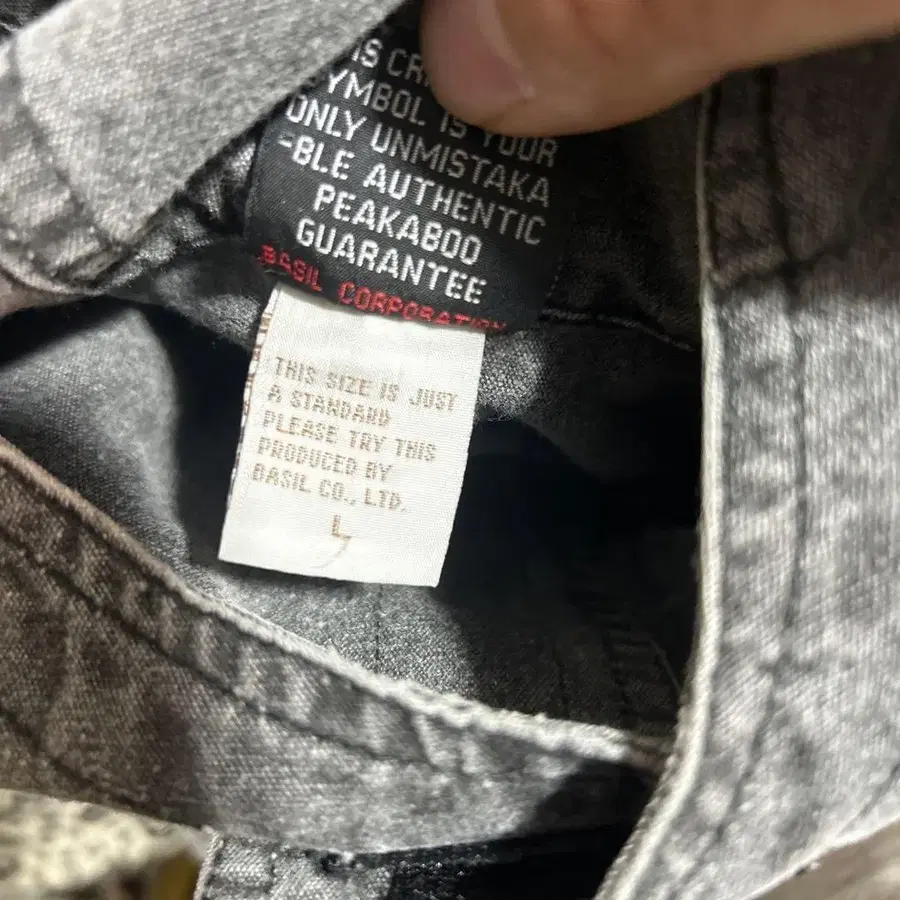 IS
YMBOL IS YOUR
ONLY UNMISTAKA
-BLE AUTHENTIC
PEAKABOO
GUARANTEE
BASIL CORPORATION
THIS SIZE IS JUST
A STANDARD
PLEASE TRY THIS
PRODUCED BY
BASIL CO., LTD.
L